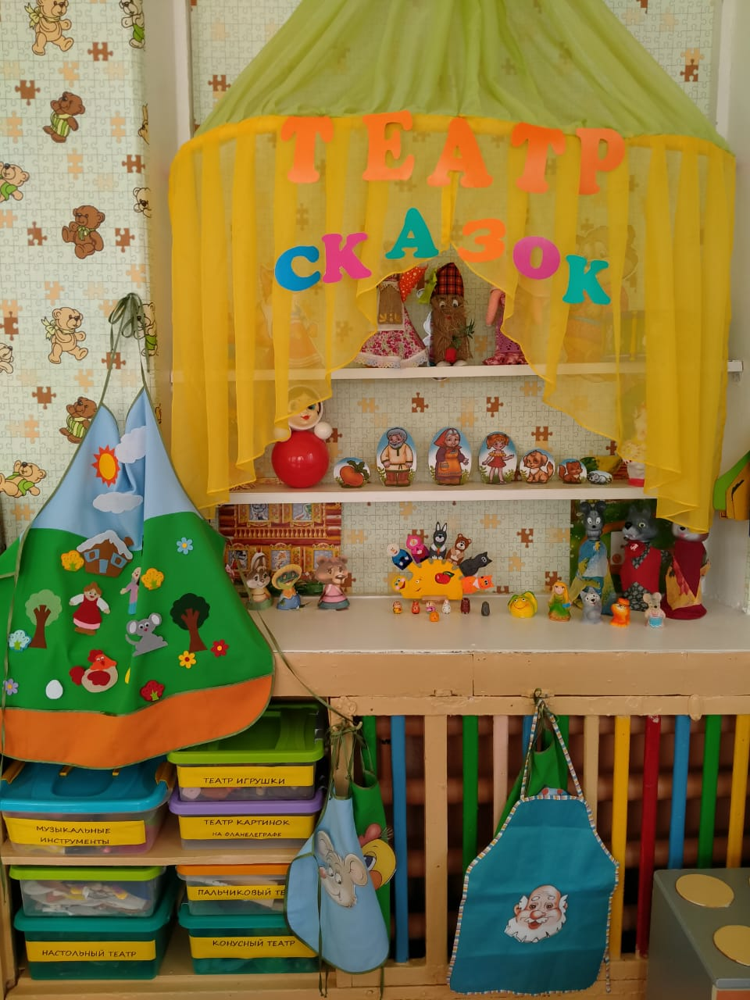 ТЕАТР
СКАЗОК
ТЕАТР ИГРУШКИ
МУЗЫКАЛЬНЫЕ
ИНСТРУМЕНТЫ
ТЕАТР КАРТИНОК
НА ФЛАНЕЛЕГРАФЕ
ПАЛЬЧИКОВЫЙ ТЕ
НАСТОЛЬНЫЙ ТЕАТР
КОНУСНЫЙ ТЕАТР